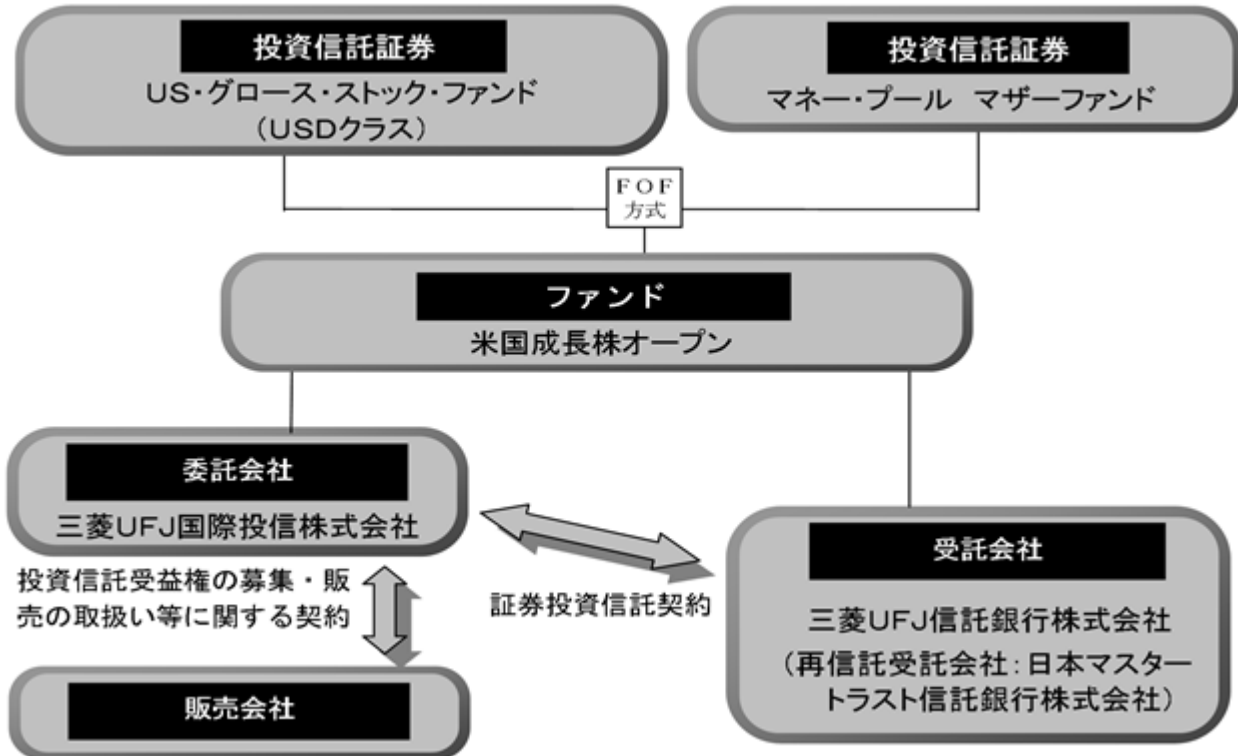 投資信託証券
US・グロース・ストック・ファンド
（USDクラス）
投資信託証券
マネー・プール　マザーファンド
FOF
方式
ファンド
米国成長株オープン
委託会社
三菱UFJ国際投信株式会社
投資信託受益権の募集・販
売の取扱い等に関する契約
証券投資信託契約
受託会社
三菱UFJ信託銀行株式会社
（再信託受託会社：日本マスター
トラスト信託銀行株式会社）
販売会社